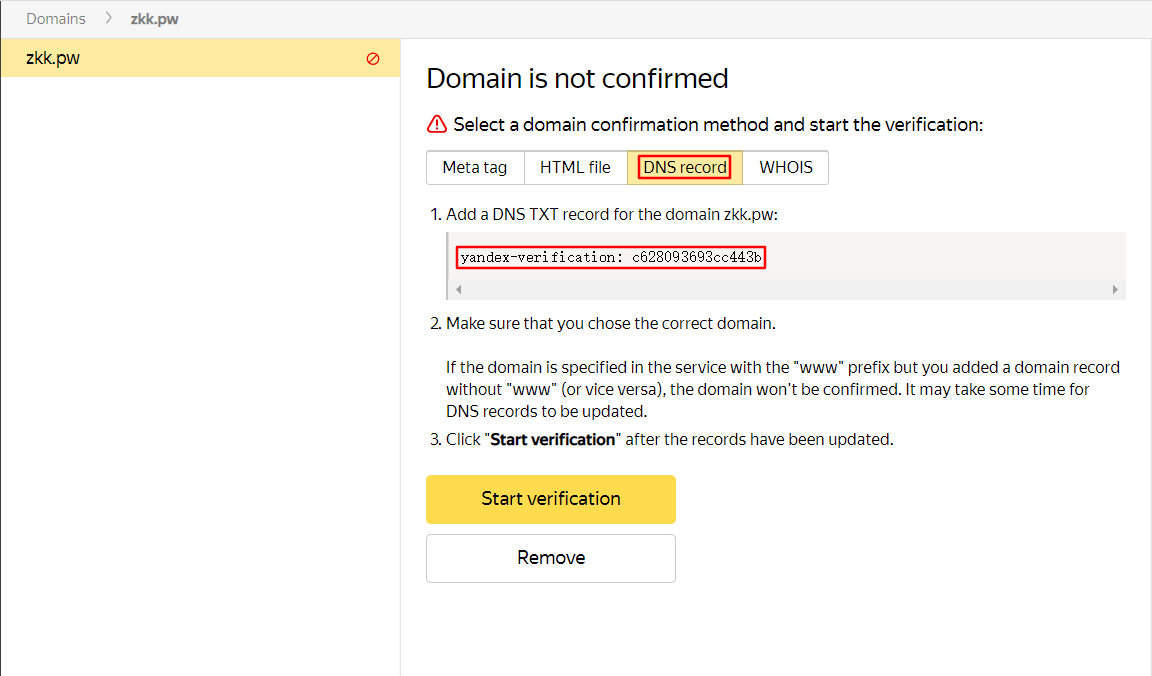 Domains > zkk.pw
zkk.pw
Domain is not confirmed
Select a domain confirmation method and start the verification:
Meta tag HTML file DNS record WHOIS
1. Add a DNS TXT record for the domain zkk.pw:
yandex-verification: c628093693cc443b
2. Make sure that you chose the correct domain.
If the domain is specified in the service with the "www" prefix but you added a domain record
without "www" (or vice versa), the domain won't be confirmed. It may take some time for
DNS records to be updated.
3. Click "Start verification" after the records have been updated.
Start verification
Remove